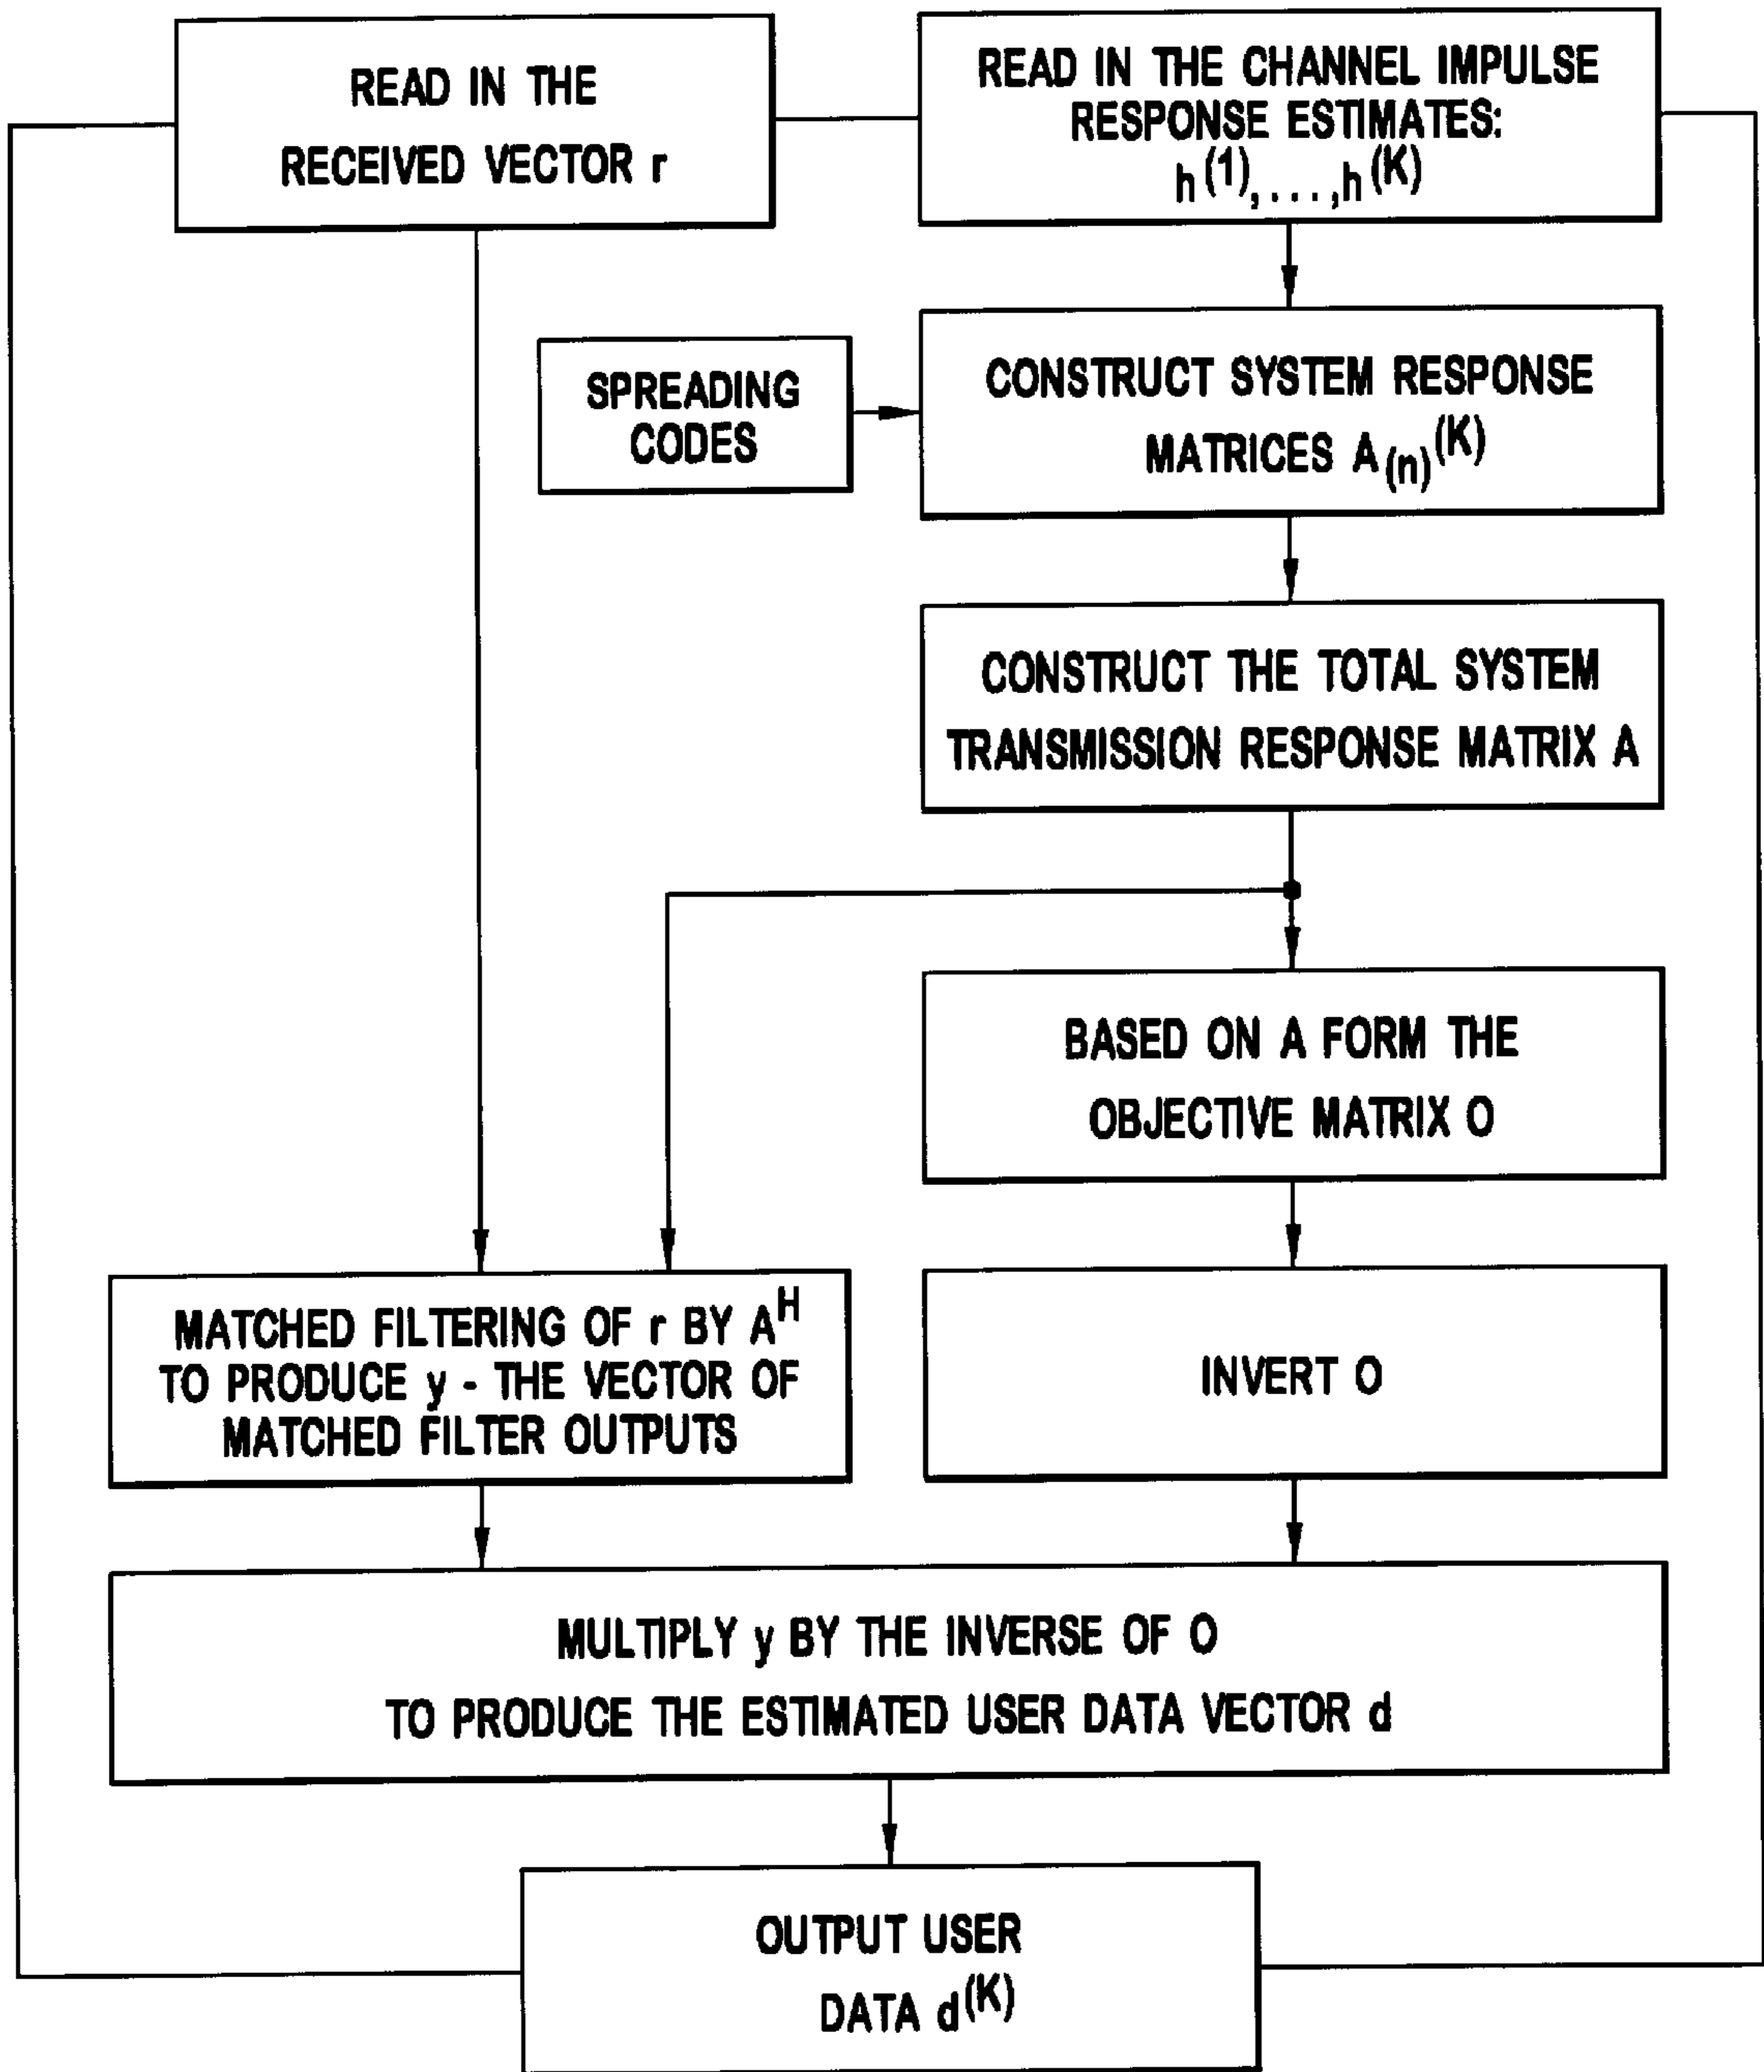 READ IN THE
RECEIVED VECTOR r
READ IN THE CHANNEL IMPULSE
RESPONSE ESTIMATES:
h(1),...,h(K)
SPREADING
CODES
CONSTRUCT SYSTEM RESPONSE
MATRICES A(n)(K)
CONSTRUCT THE TOTAL SYSTEM
TRANSMISSION RESPONSE MATRIX A
BASED ON A FORM THE
OBJECTIVE MATRIX O
MATCHED FILTERING OF r BY A^H
TO PRODUCE y - THE VECTOR OF
MATCHED FILTER OUTPUTS
INVERT O
MULTIPLY y BY THE INVERSE OF O
TO PRODUCE THE ESTIMATED USER DATA VECTOR d
OUTPUT USER
DATA d(K)